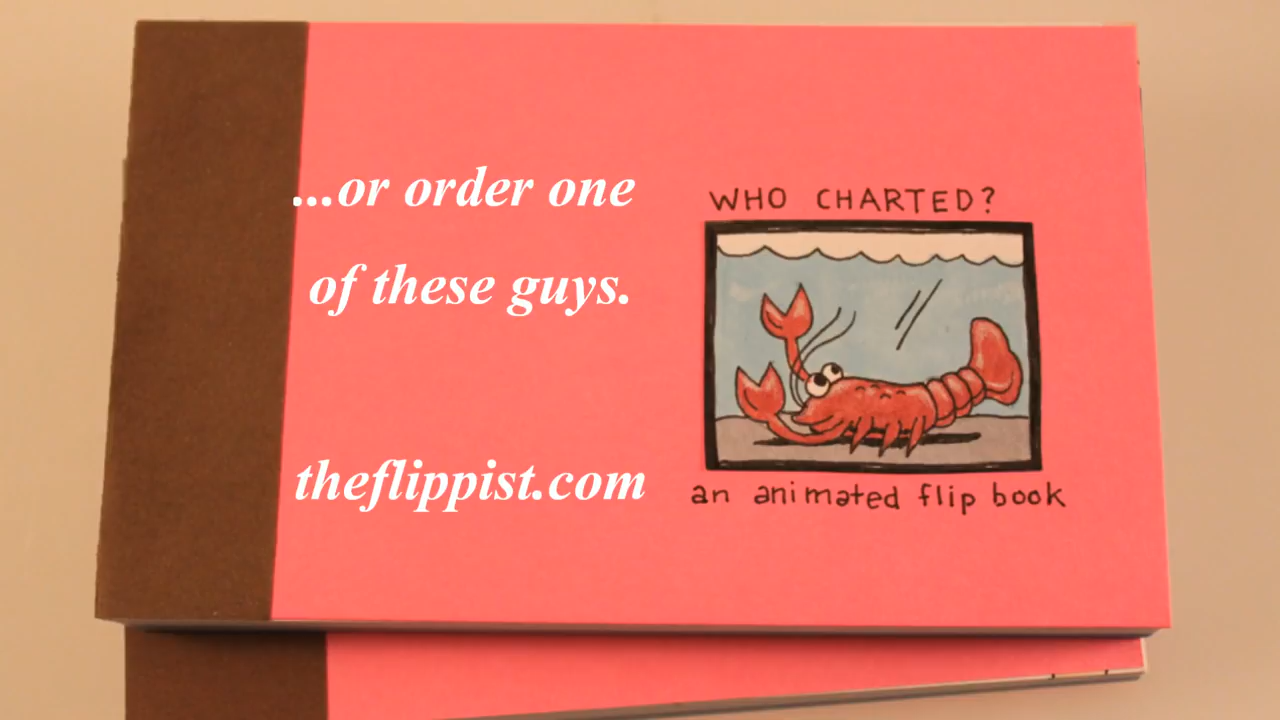 ...or order one
of these guys.
theflippist.com
WHO CHARTED?
an animated flip book